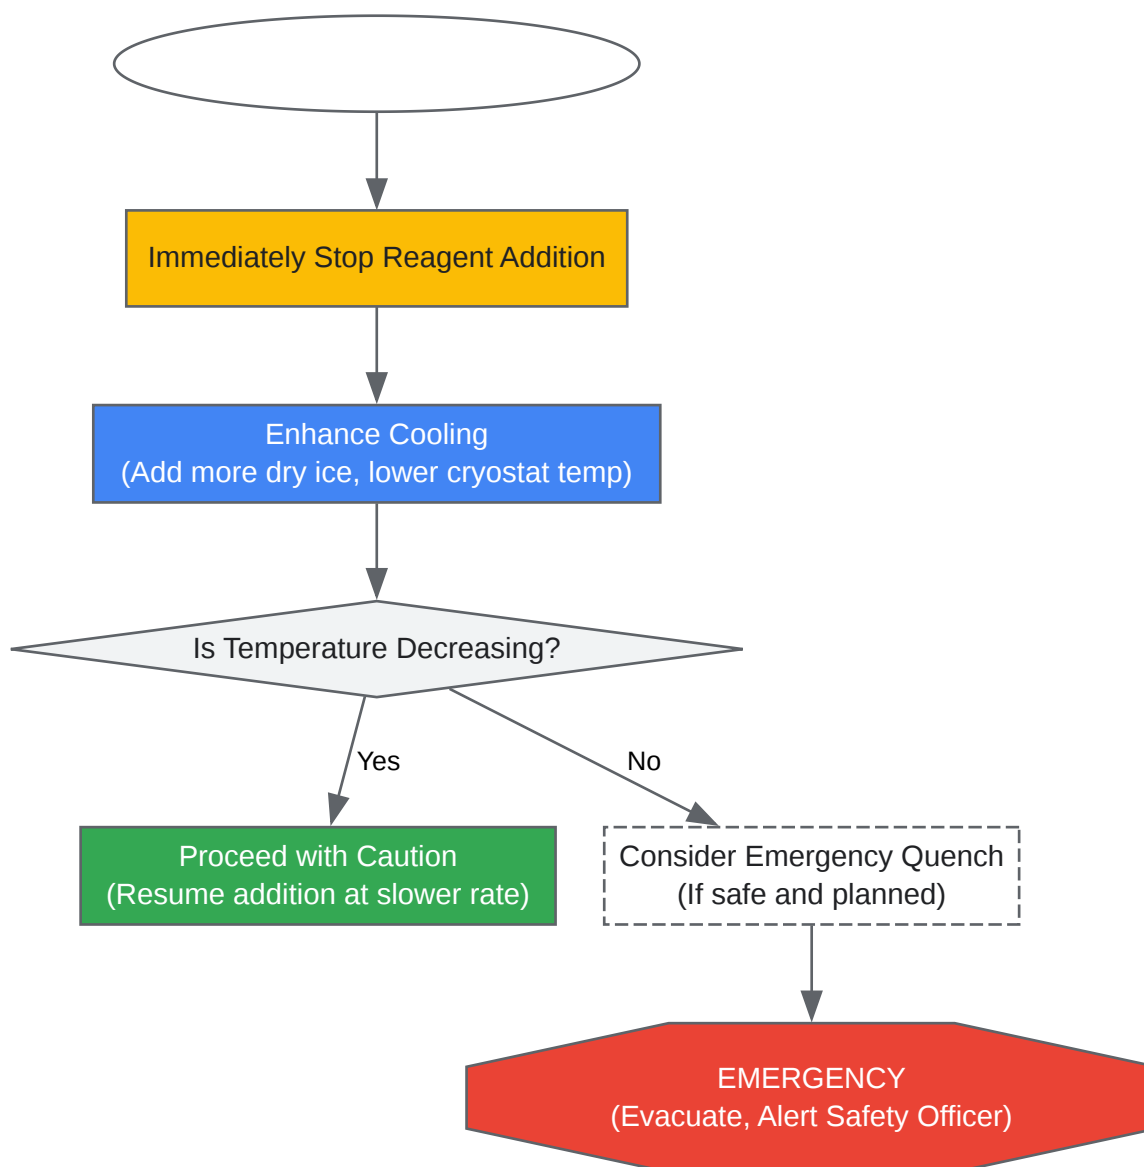 Immediately Stop Reagent Addition
Enhance Cooling
(Add more dry ice, lower cryostat temp)
Is Temperature Decreasing?
Yes
No
Proceed with Caution
(Resume addition at slower rate)
Consider Emergency Quench
(If safe and planned)
EMERGENCY
(Evacuate, Alert Safety Officer)